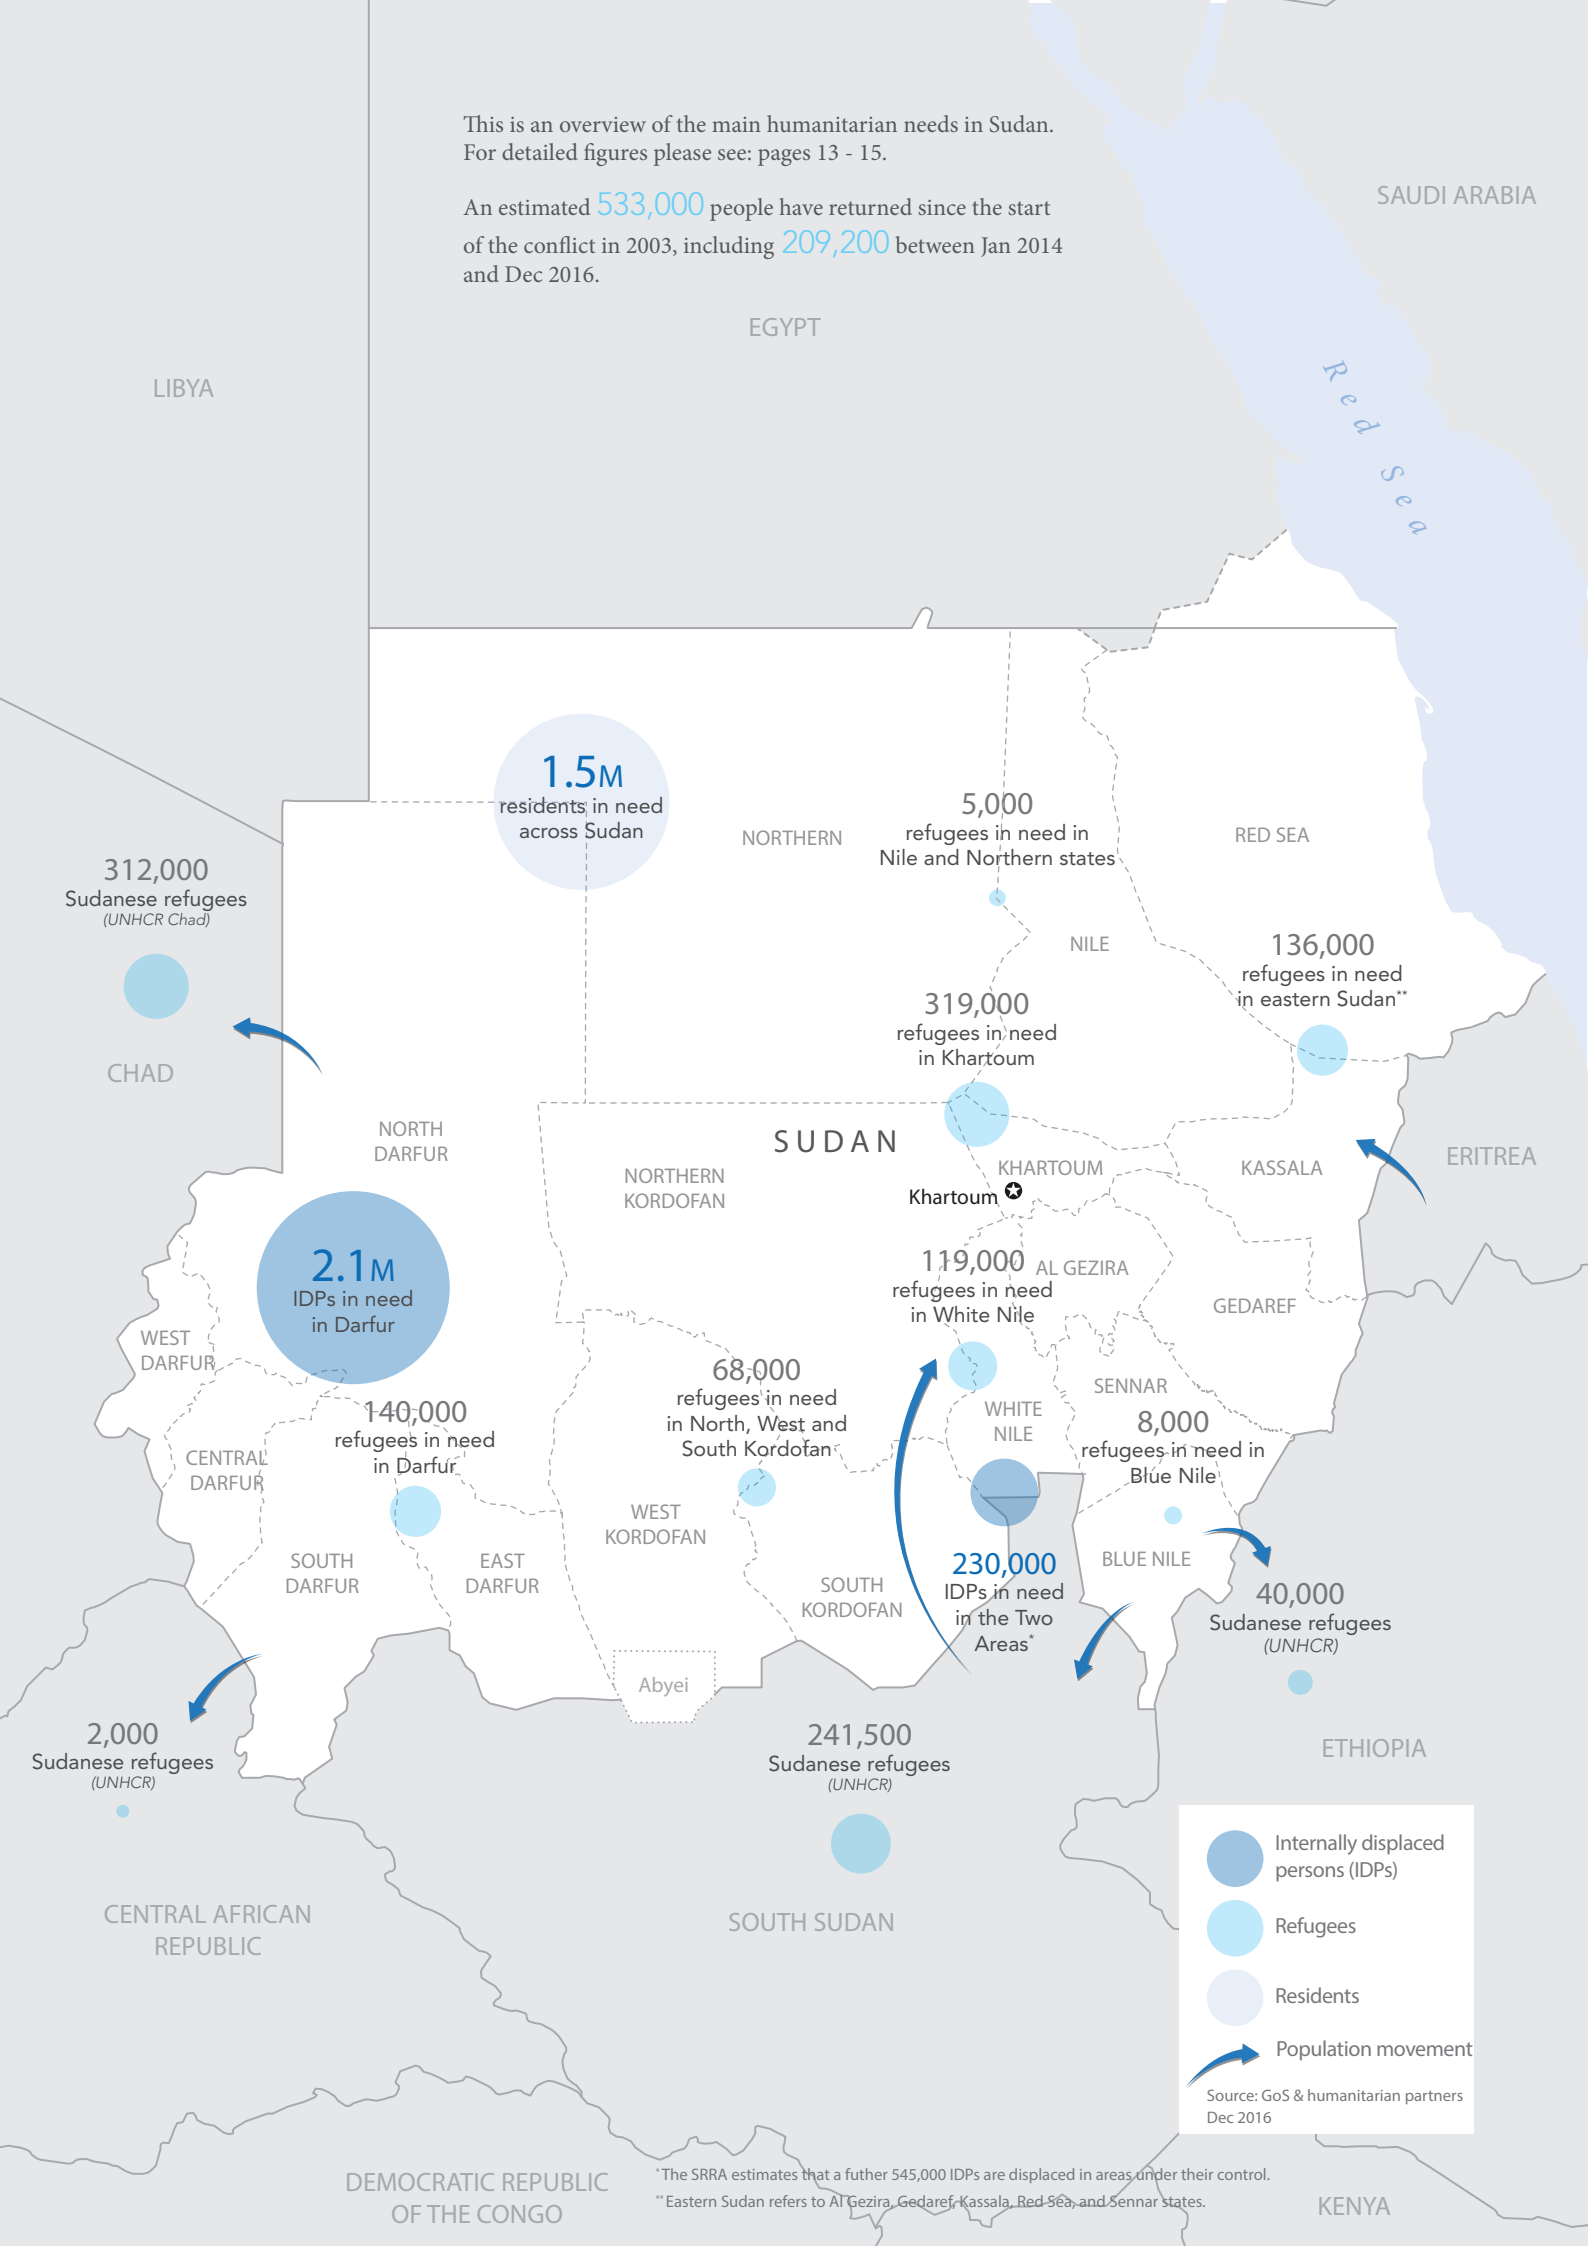 This is an overview of the main humanitarian needs in Sudan.
For detailed figures please see: pages 13 - 15.
An estimated 533,000 people have returned since the start
of the conflict in 2003, including 209,200 between Jan 2014
and Dec 2016.
SAUDI ARABIA
EGYPT
LIBYA
Red Sea
1.5M
residents in need
across Sudan
NORTHERN
5,000
refugees in need in
Nile and Northern states
RED SEA
312,000
Sudanese refugees
(UNHCR Chad)
CHAD
NILE
136,000
refugees in need
in eastern Sudan**
319,000
refugees in need
in Khartoum
NORTH
DARFUR
SUDAN
NORTHERN
KORDOFAN
KHARTOUM
Khartoum
KASSALA
ERITREA
2.1M
IDPs in need
in Darfur
119,000
refugees in need
in White Nile
AL GEZIRA
GEDAREF
WEST
DARFUR
68,000
refugees in need
in North, West and
South Kordofan
SENNAR
140,000
refugees in need
in Darfur
WHITE
NILE
8,000
refugees in need in
Blue Nile
CENTRAL
DARFUR
WEST
KORDOFAN
SOUTH
DARFUR
EAST
DARFUR
SOUTH
KORDOFAN
230,000
IDPs in need
in the Two
Areas*
BLUE NILE
40,000
Sudanese refugees
(UNHCR)
Abyei
2,000
Sudanese refugees
(UNHCR)
241,500
Sudanese refugees
(UNHCR)
ETHIOPIA
CENTRAL AFRICAN
REPUBLIC
SOUTH SUDAN
Internally displaced
persons (IDPs)
Refugees
Residents
Population movement
Source: GoS & humanitarian partners
Dec 2016
DEMOCRATIC REPUBLIC
OF THE CONGO
*The SRRA estimates that a futher 545,000 IDPs are displaced in areas under their control.
**Eastern Sudan refers to Al Gezira, Gedaref, Kassala, Red Sea, and Sennar states.
KENYA